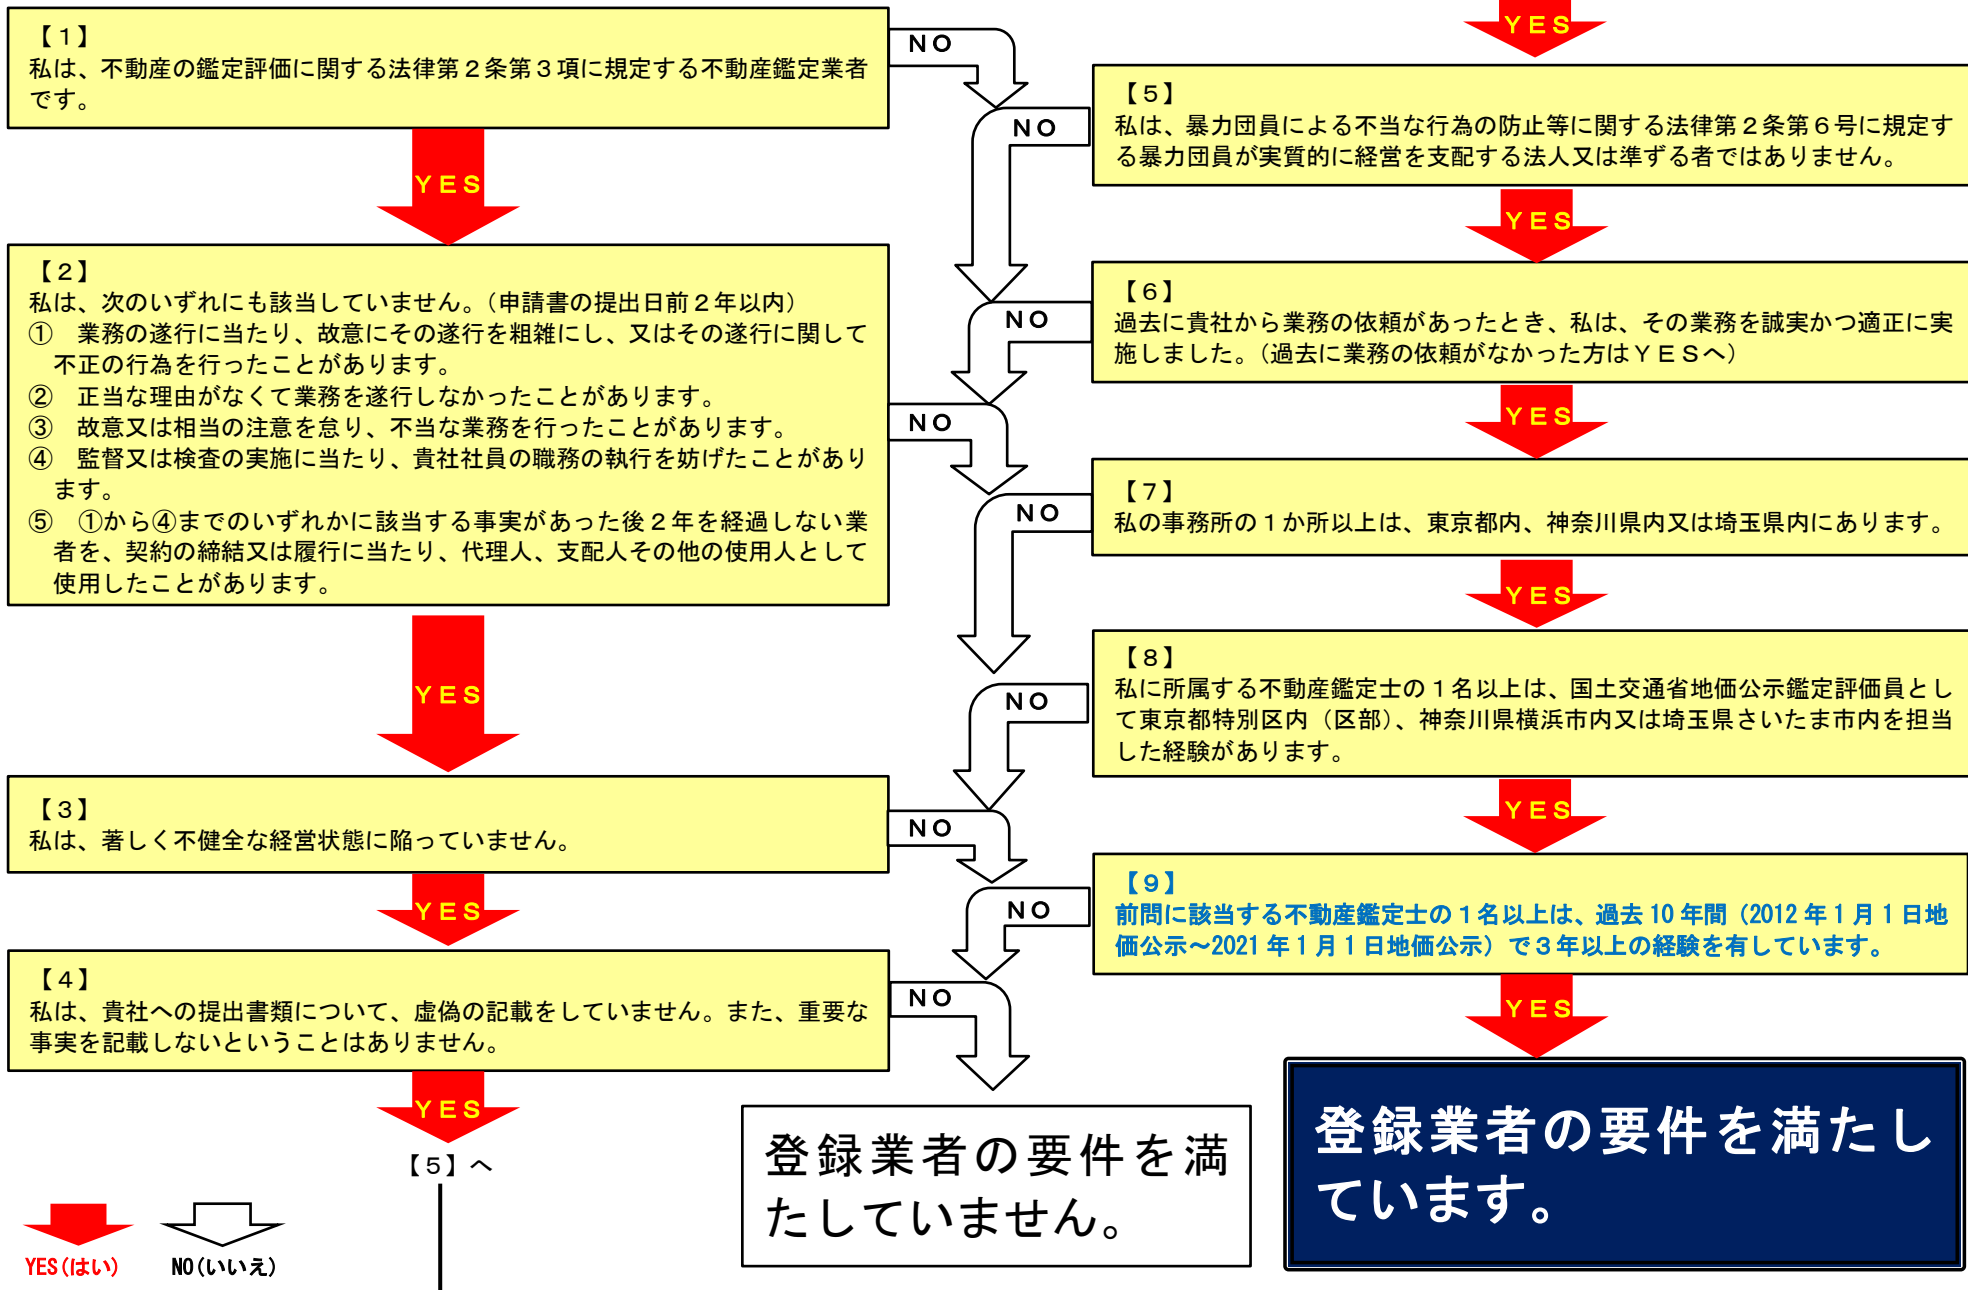 【１】
私は、不動産の鑑定評価に関する法律第２条第３項に規定する不動産鑑定業者
です。
NO
YES
【２】
私は、次のいずれにも該当していません。（申請書の提出日前２年以内）
①　業務の遂行に当たり、故意にその遂行を粗雑にし、又はその遂行に関して
不正の行為を行ったことがあります。
②　正当な理由がなくて業務を遂行しなかったことがあります。
③　故意又は相当の注意を怠り、不当な業務を行ったことがあります。
④　監督又は検査の実施に当たり、貴社社員の職務の執行を妨げたことがあり
ます。
⑤　①から④までのいずれかに該当する事実があった後２年を経過しない業
者を、契約の締結又は履行に当たり、代理人、支配人その他の使用人として
使用したことがあります。
NO
YES
【３】
私は、著しく不健全な経営状態に陥っていません。
NO
YES
【４】
私は、貴社への提出書類について、虚偽の記載をしていません。また、重要な
事実を記載しないということはありません。
NO
YES
【５】へ
YES(はい)
NO(いいえ)
YES
【５】
私は、暴力団員による不当な行為の防止等に関する法律第２条第６号に規定す
る暴力団員が実質的に経営を支配する法人又は準ずる者ではありません。
NO
YES
【６】
過去に貴社から業務の依頼があったとき、私は、その業務を誠実かつ適正に実
施しました。（過去に業務の依頼がなかった方はＹＥＳへ）
NO
YES
【７】
私の事務所の１か所以上は、東京都内、神奈川県内又は埼玉県内にあります。
NO
YES
【８】
私に所属する不動産鑑定士の１名以上は、国土交通省地価公示鑑定評価員とし
て東京都特別区内（区部）、神奈川県横浜市内又は埼玉県さいたま市内を担当
した経験があります。
NO
YES
【９】
前問に該当する不動産鑑定士の１名以上は、過去10年間（2012年１月１日地
価公示～2021年１月１日地価公示）で３年以上の経験を有しています。
NO
YES
登録業者の要件を満
たしていません。
登録業者の要件を満たし
ています。